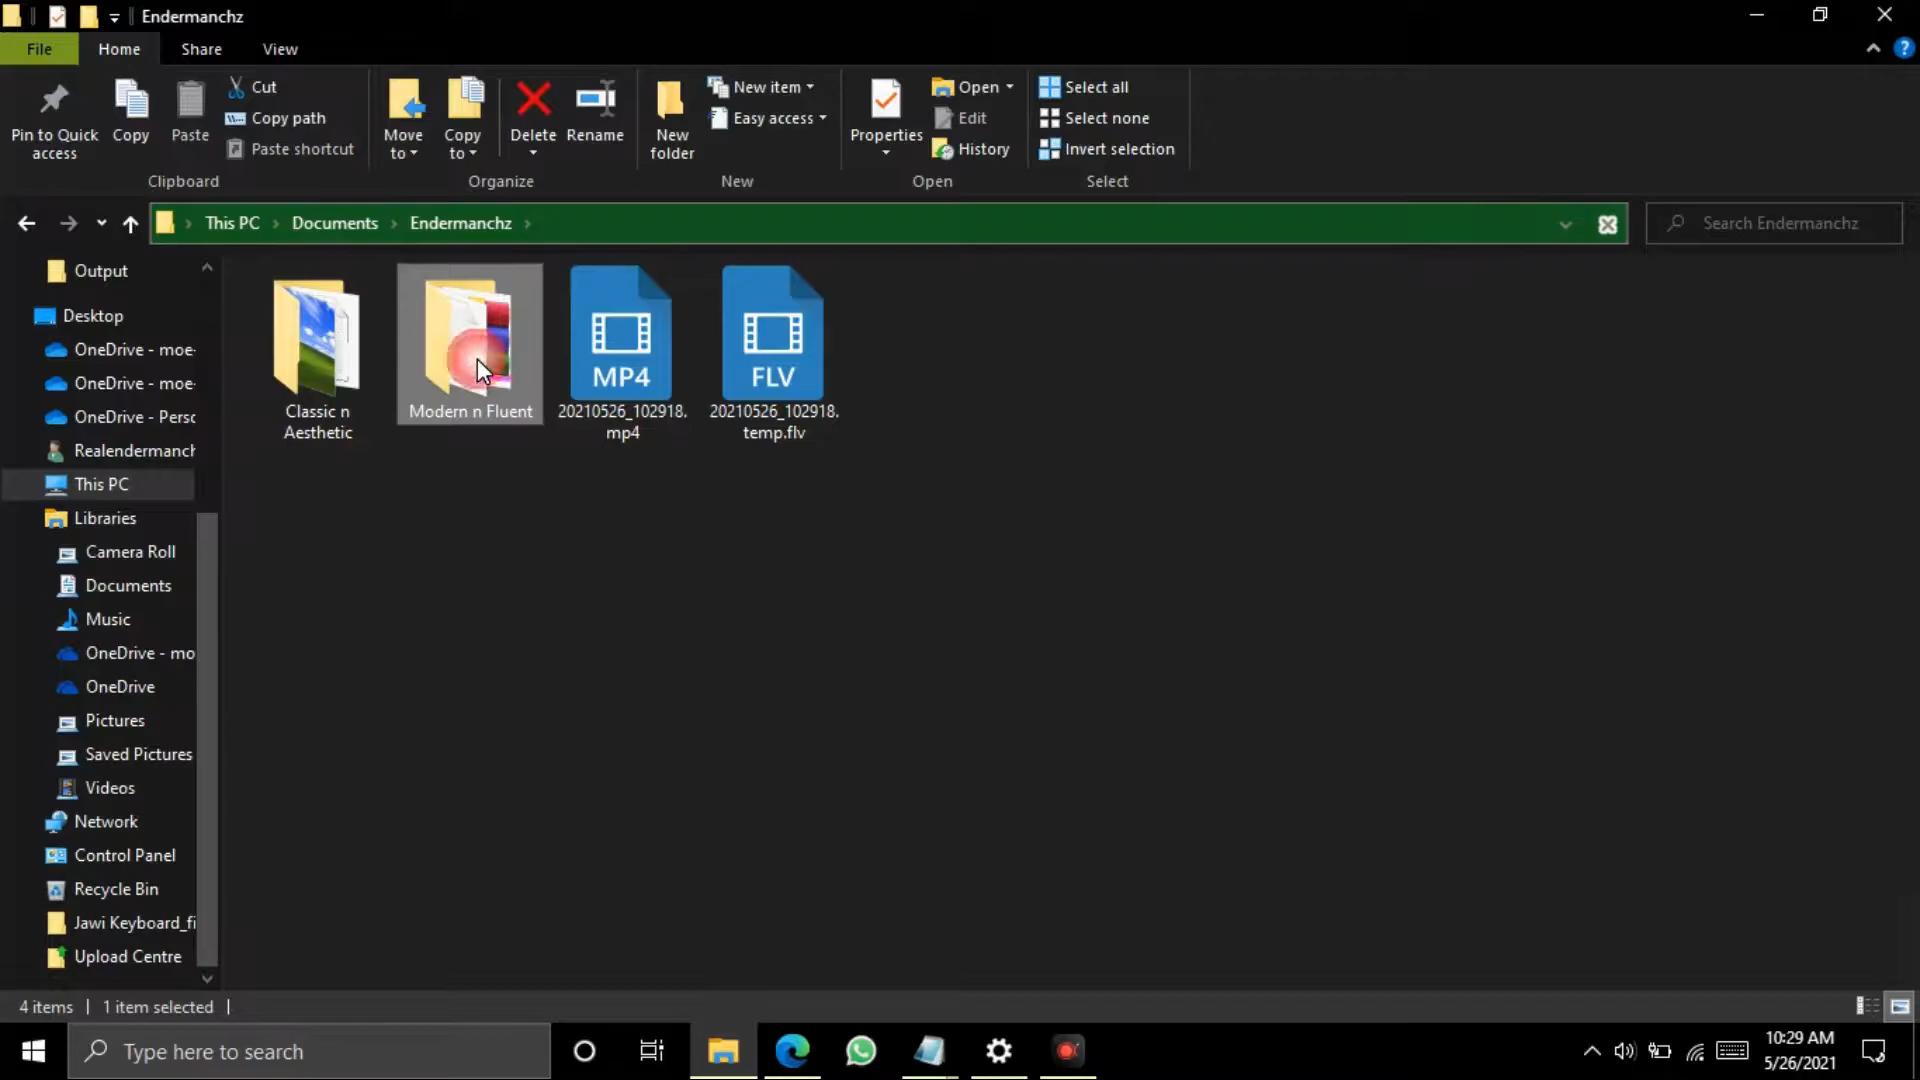 Endermanchz
File
Home
Share
View
Pin to Quick
access
Copy
Paste
Cut
Copy path
Paste shortcut
Clipboard
Move
to
Copy
to
Delete
Rename
Organize
New
folder
New item
Easy access
New
Properties
Open
Edit
History
Open
Select all
Select none
Invert selection
Select
This PC
Documents
Endermanchz
Search Endermanchz
Output
Desktop
OneDrive - moe-
OneDrive - moe-
OneDrive - Persc
Realendermanch
This PC
Libraries
Camera Roll
Documents
Music
OneDrive - mo
OneDrive
Pictures
Saved Pictures
Videos
Network
Control Panel
Recycle Bin
Jawi Keyboard_fi
Upload Centre
Classic n
Aesthetic
Modern n Fluent
MP4
20210526_102918.
mp4
FLV
20210526_102918.
temp.flv
4 items
1 item selected
Type here to search
10:29 AM
5/26/2021